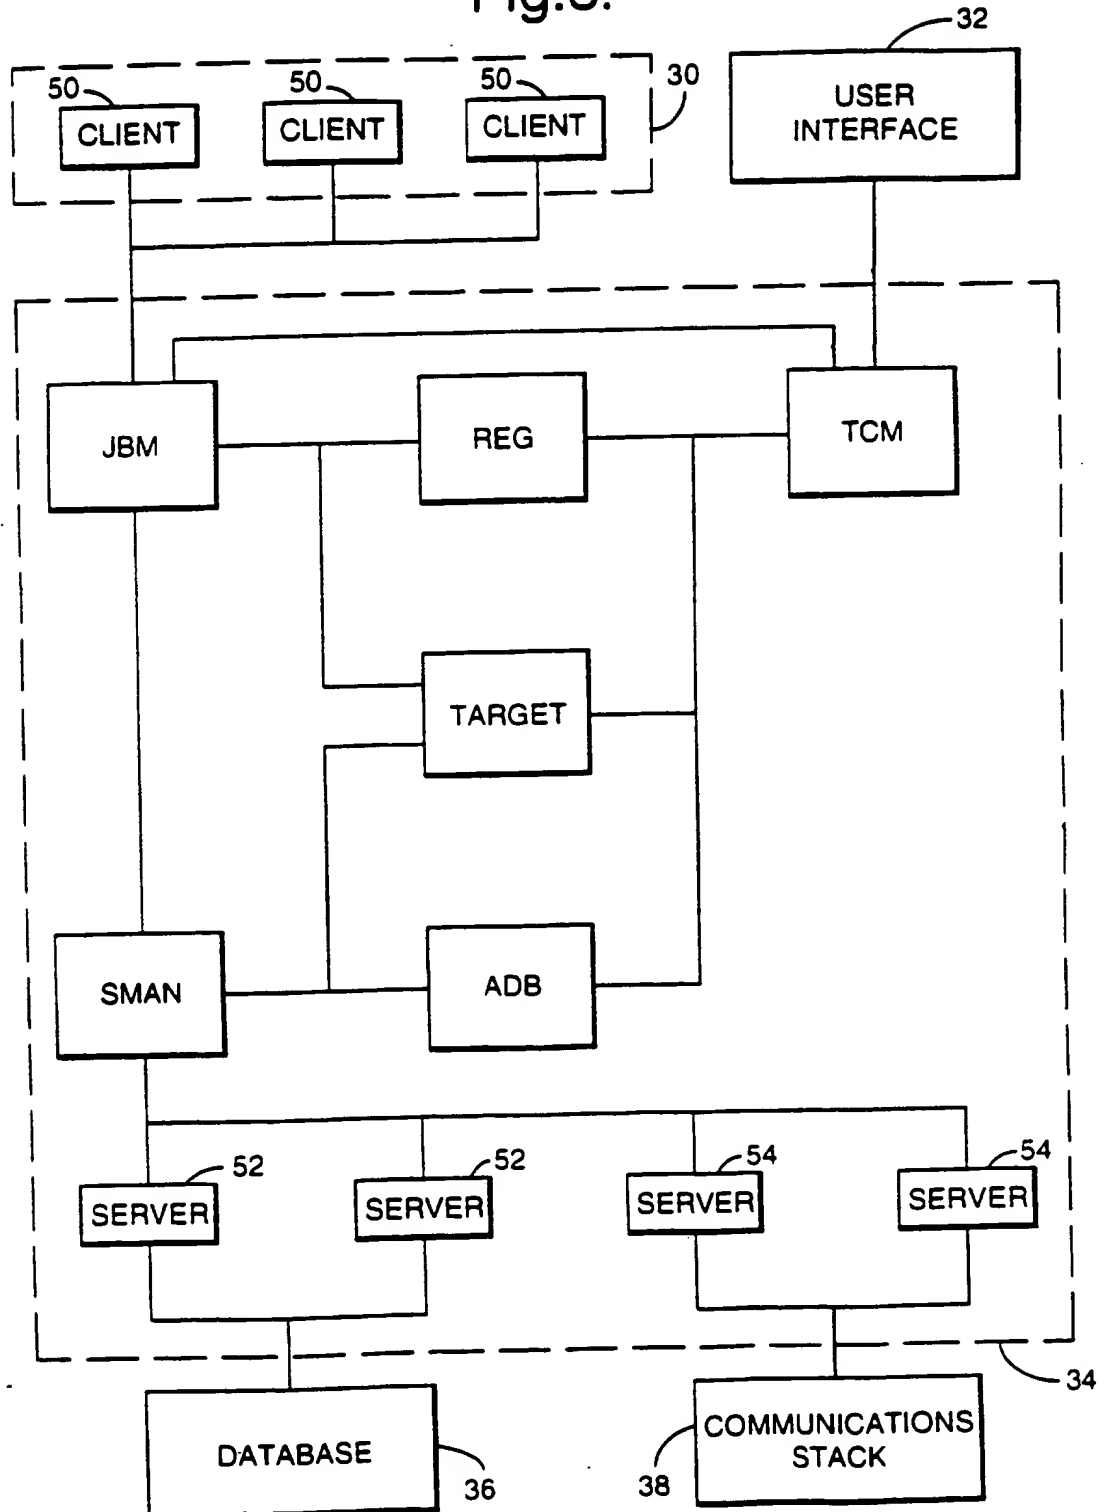 32
50
50
50
30
CLIENT
CLIENT
CLIENT
USER
INTERFACE
JBM
REG
TCM
TARGET
SMAN
ADB
52
52
54
54
SERVER
SERVER
SERVER
SERVER
34
DATABASE
36
COMMUNICATIONS
STACK
38